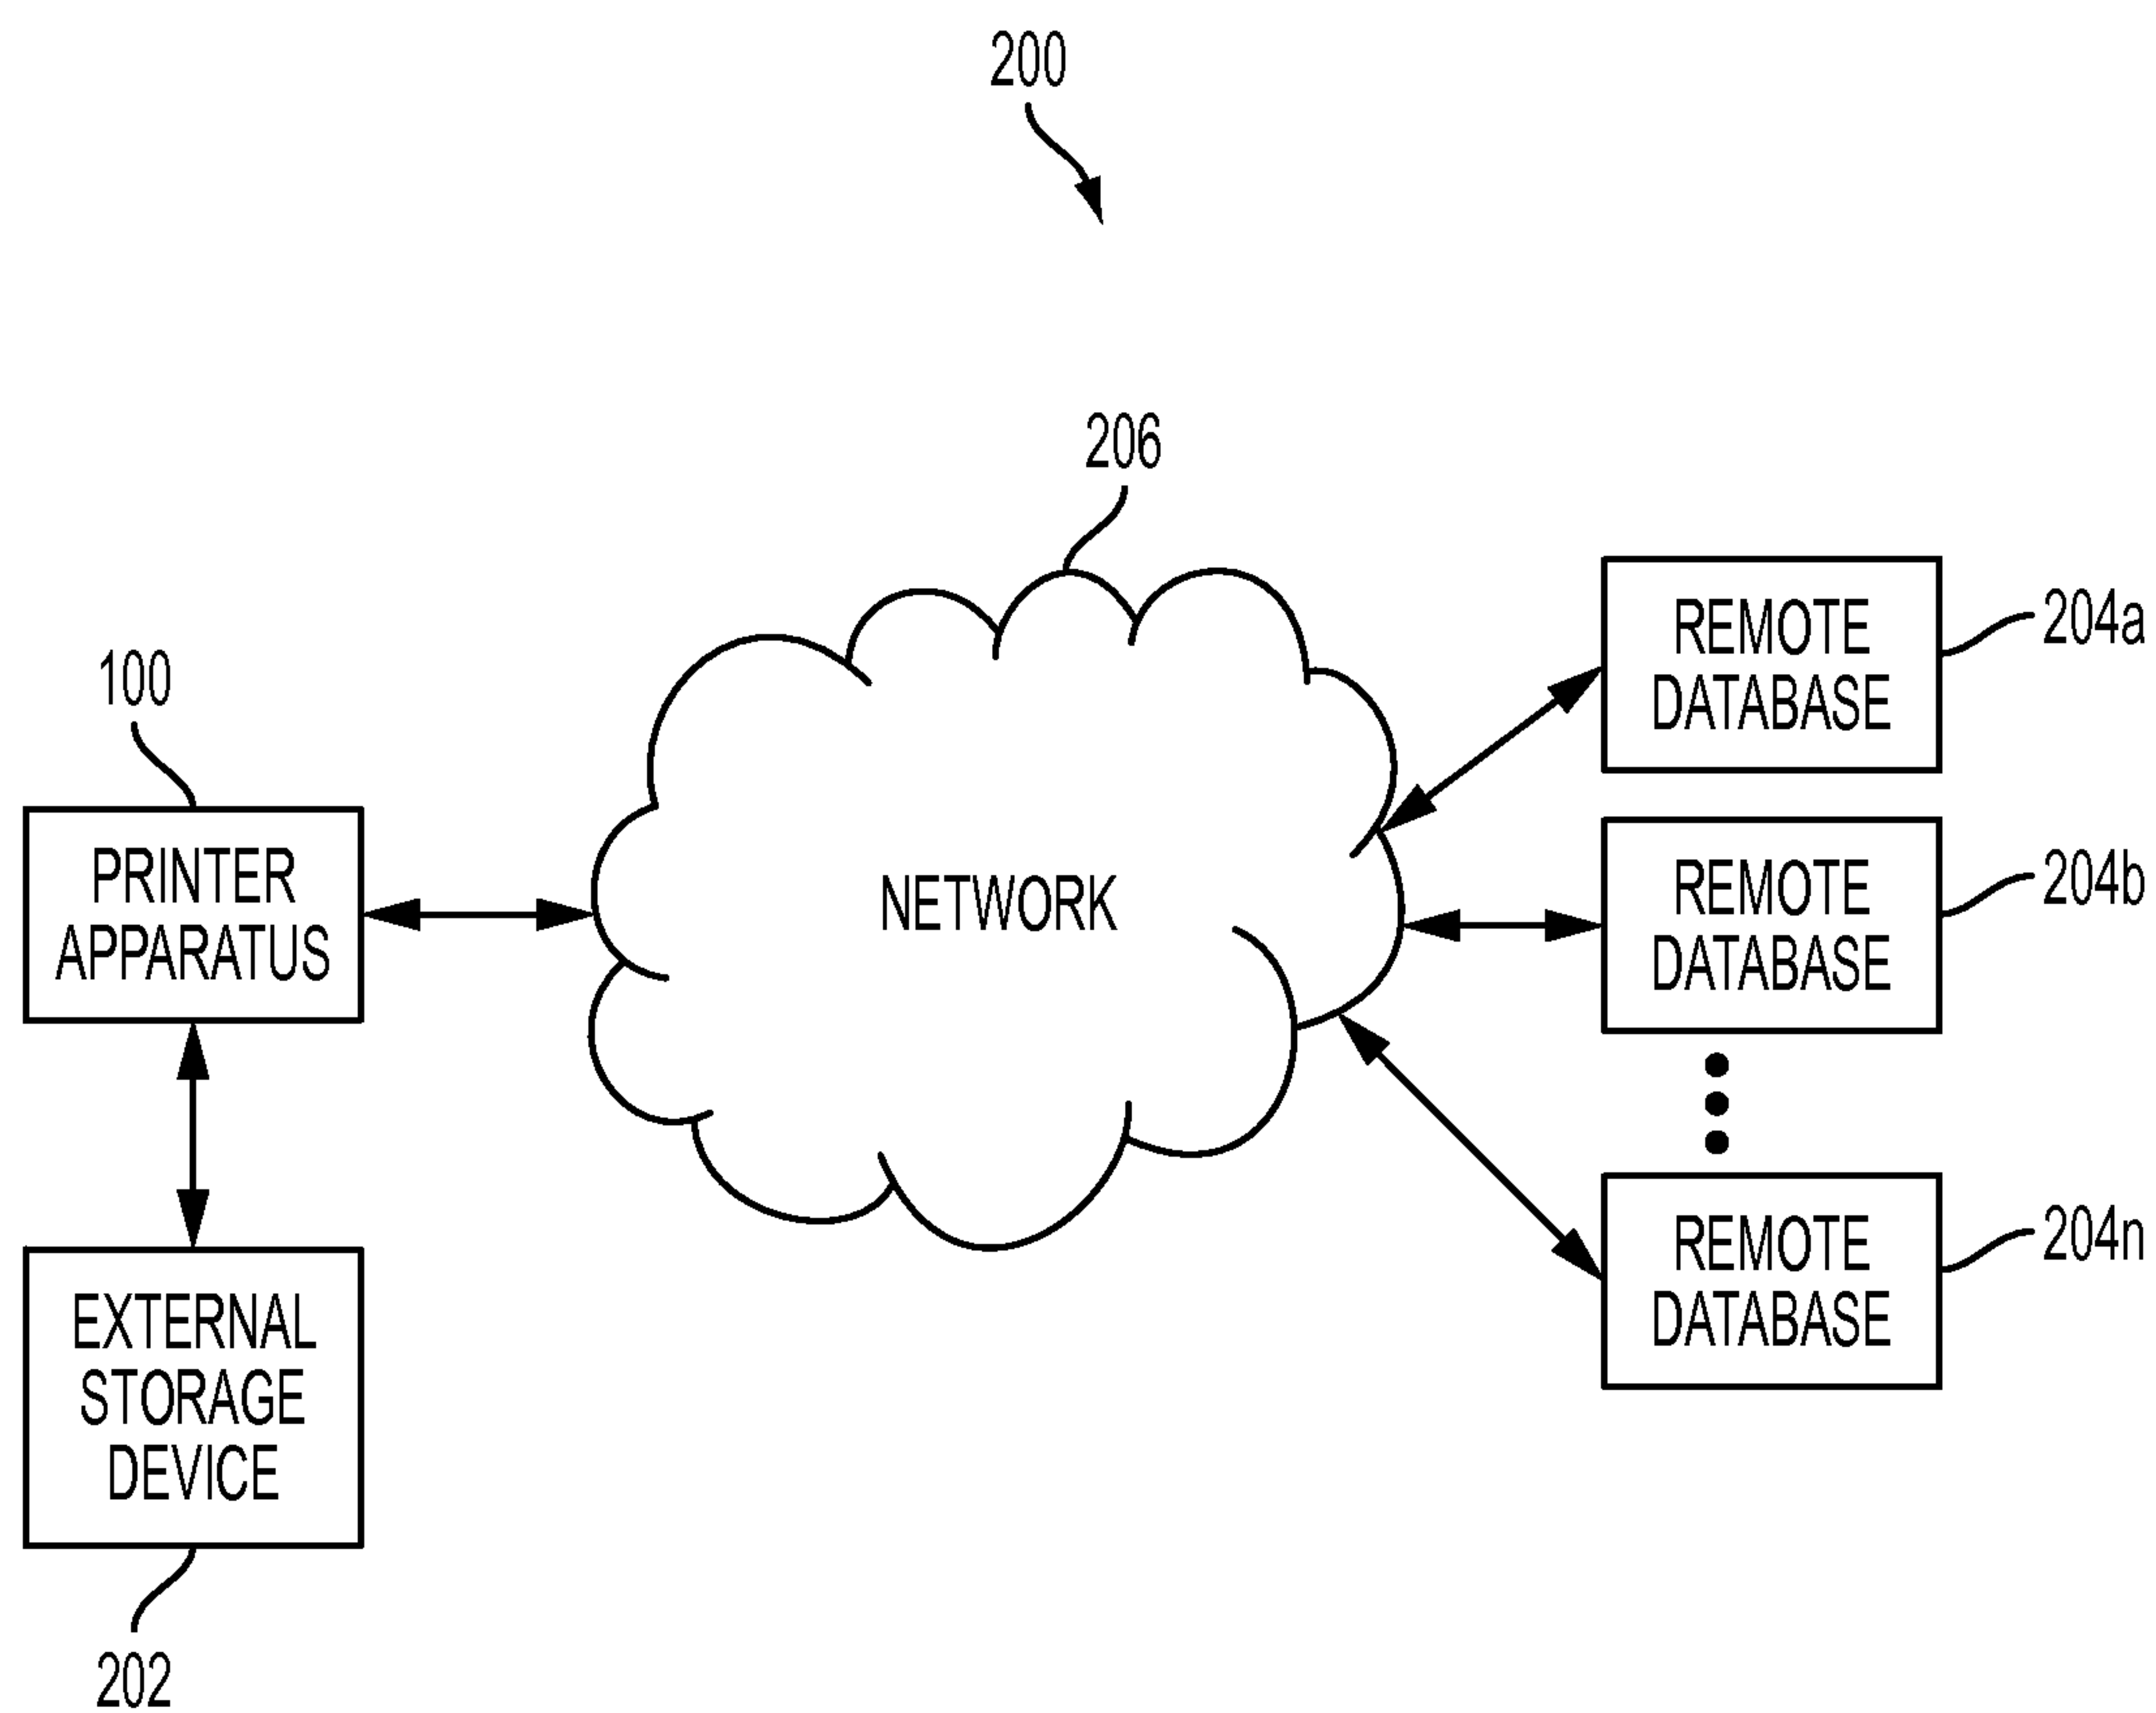 200
206
100
PRINTER
APPARATUS
EXTERNAL
STORAGE
DEVICE
202
NETWORK
REMOTE
DATABASE
204a
REMOTE
DATABASE
204b
REMOTE
DATABASE
204n